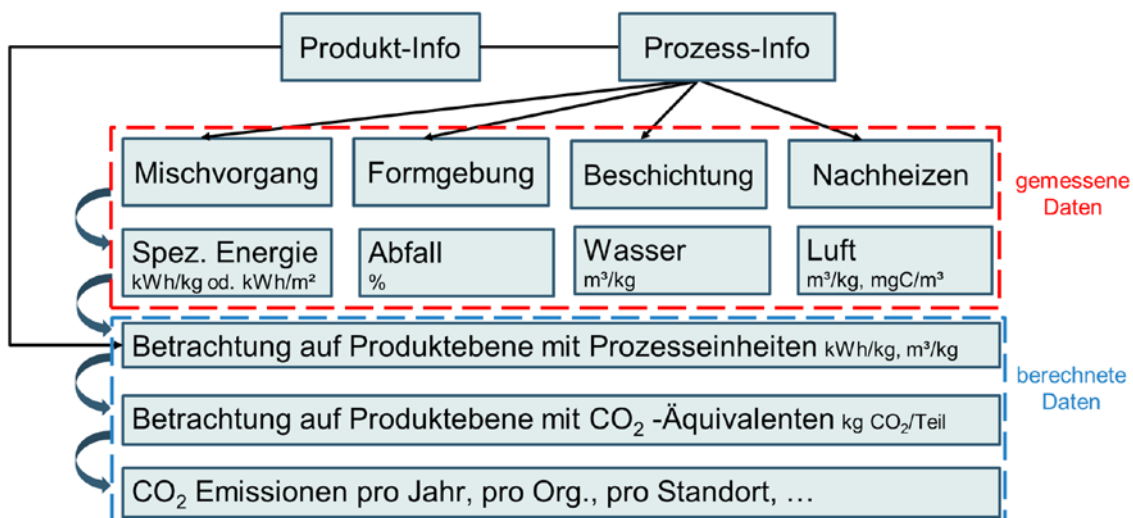 Produkt-Info
Prozess-Info
Mischvorgang
Formgebung
Beschichtung
Nachheizen
gemessene
Daten
Spez. Energie
kWh/kg od. kWh/m²
Abfall
%
Wasser
m³/kg
Luft
m³/kg, mgC/m³
Betrachtung auf Produktebene mit Prozesseinheiten kWh/kg, m³/kg
berechnete
Daten
Betrachtung auf Produktebene mit CO₂ -Äquivalenten kg CO₂/Teil
CO₂ Emissionen pro Jahr, pro Org., pro Standort, …